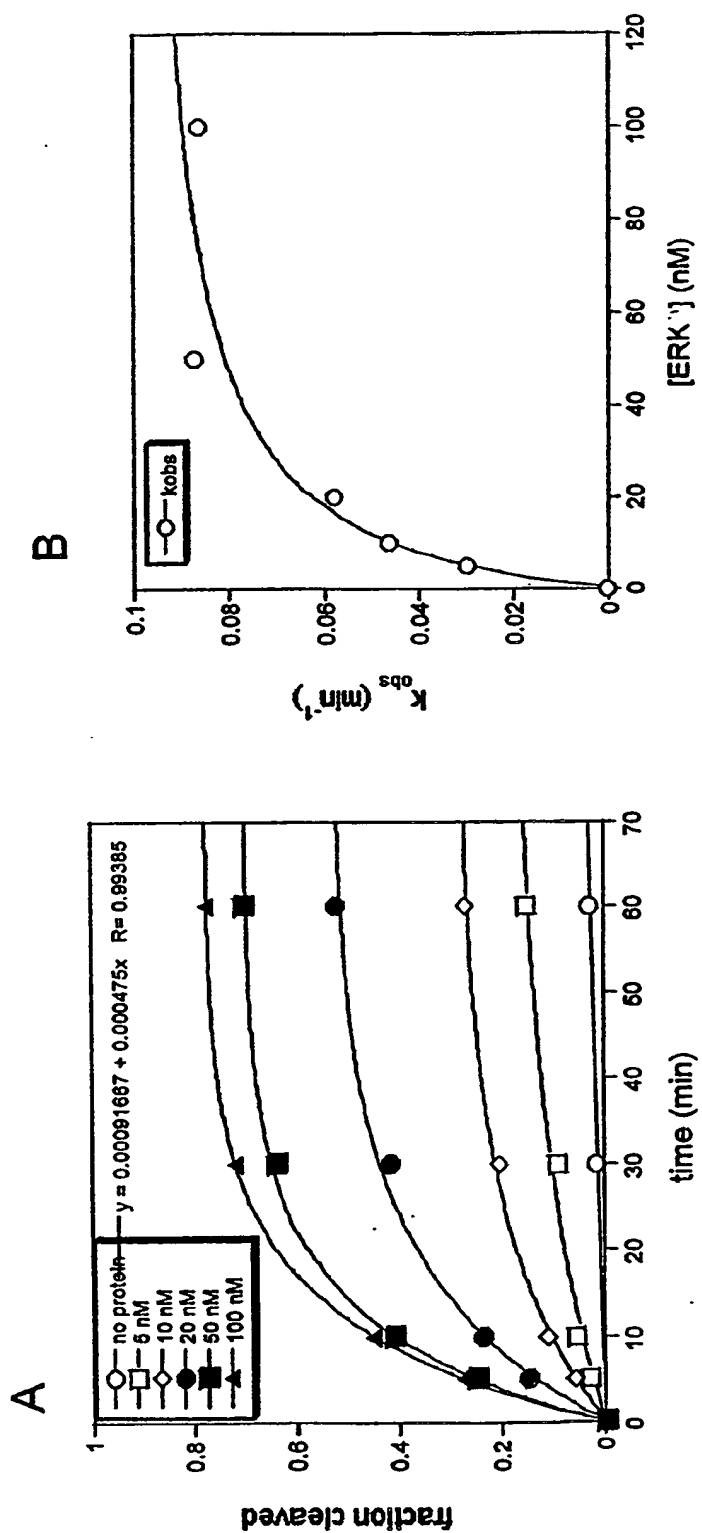 A
fraction cleaved
1
0.8
0.6
0.4
0.2
0
no protein
5 nM
10 nM
20 nM
50 nM
100 nM
y = 0.00091667 + 0.000475x R= 0.99385
0
10
20
30
40
50
60
70
time (min)
B
k_obs (min⁻¹)
0.1
0.08
0.06
0.04
0.02
0
kobs
0
20
40
60
80
100
120
[ERK''] (nM)